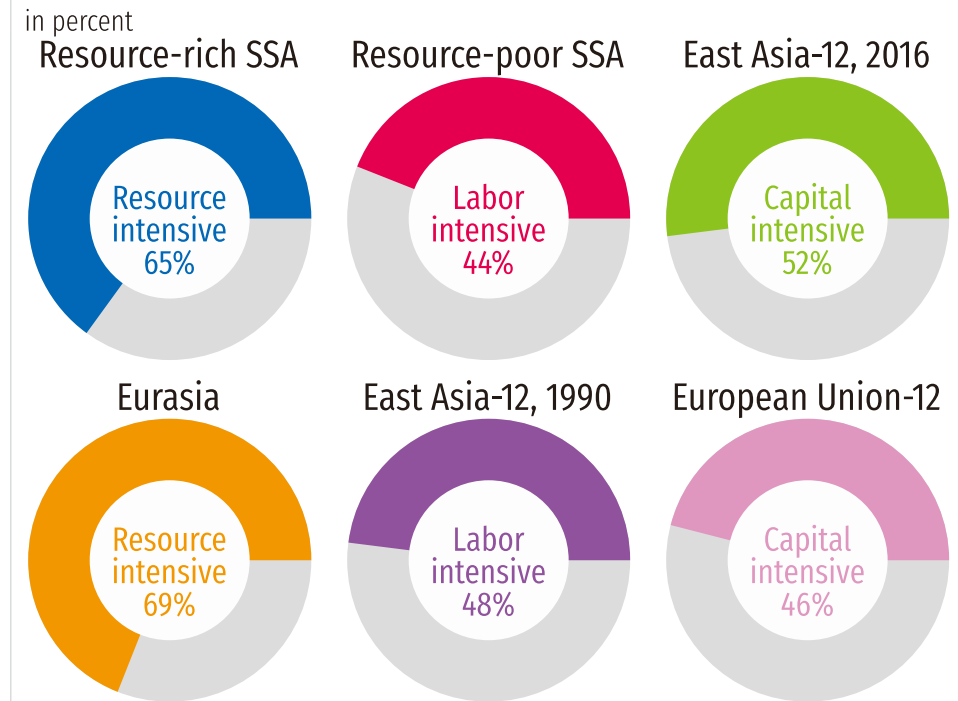 in percent
Resource-rich SSA
Resource
intensive
65%
Resource-poor SSA
Labor
intensive
44%
East Asia-12, 2016
Capital
intensive
52%
Eurasia
Resource
intensive
69%
East Asia-12, 1990
Labor
intensive
48%
European Union-12
Capital
intensive
46%